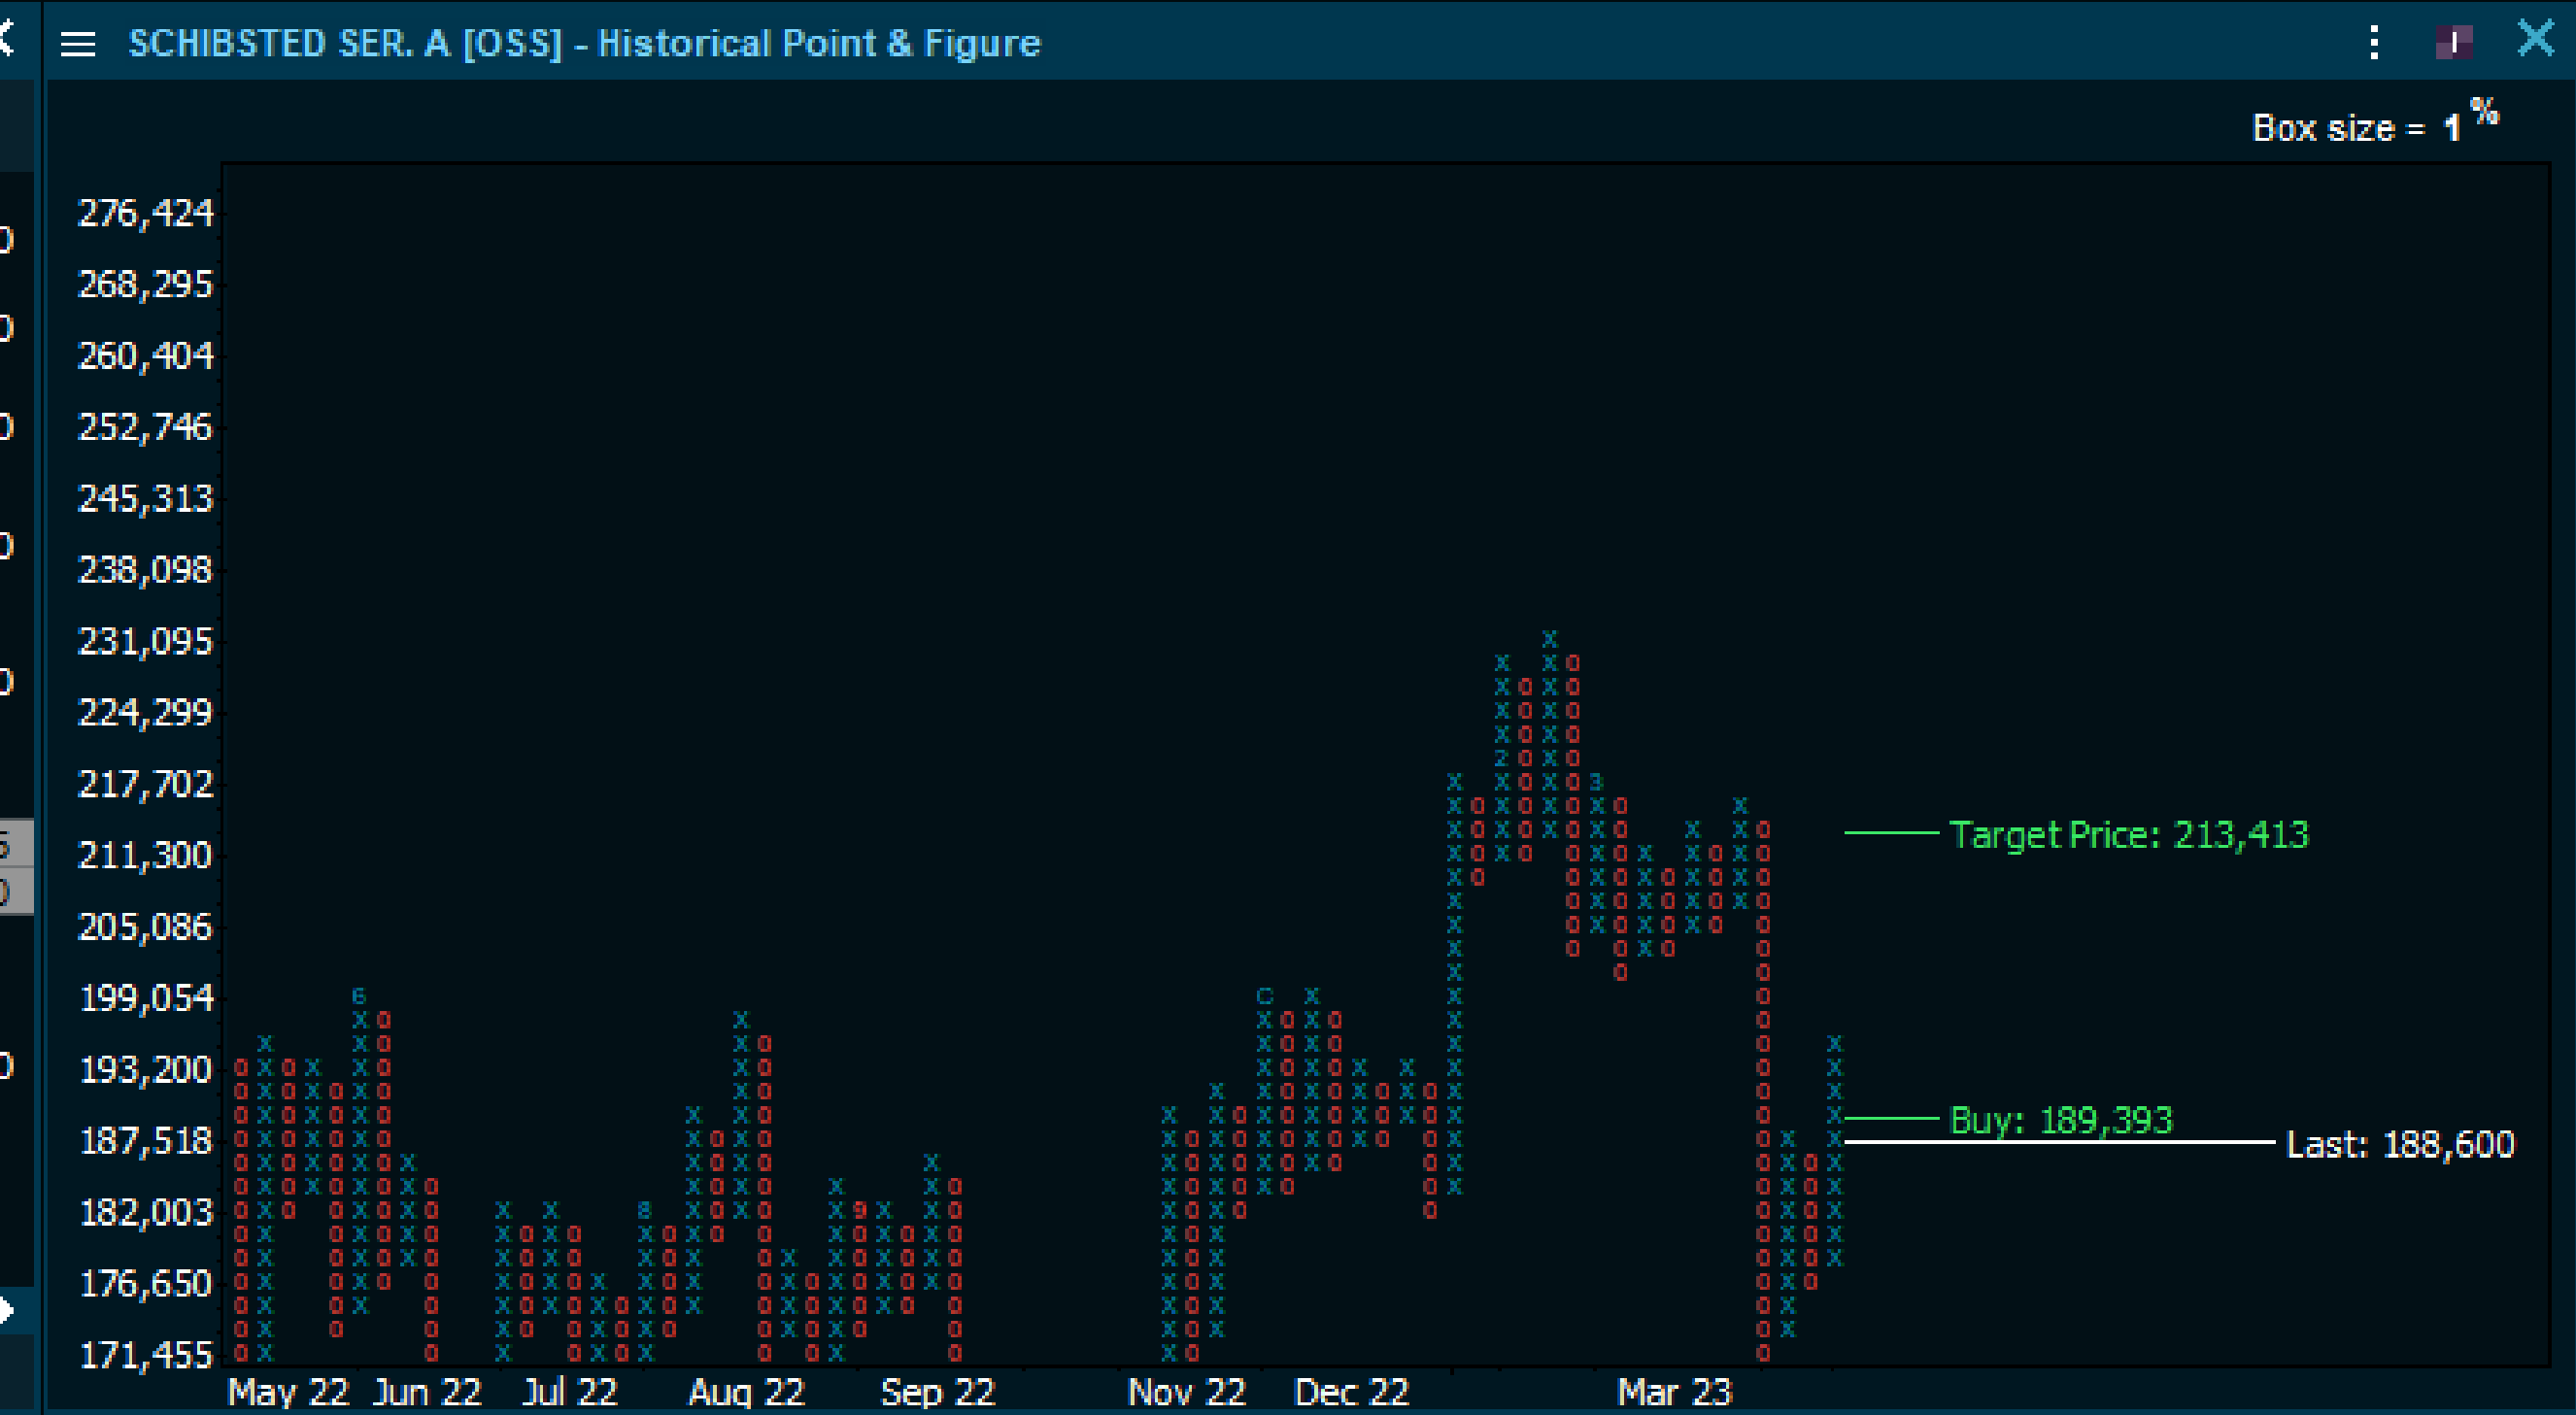 SCHIBSTED SER. A [OSS] - Historical Point & Figure
Box size = 1 %
276,424
268,295
260,404
252,746
245,313
238,098
231,095
224,299
217,702
211,300
205,086
199,054
193,200
187,518
182,003
176,650
171,455
Target Price: 213,413
Buy: 189,393
Last: 188,600
May 22 Jun 22 Jul 22 Aug 22 Sep 22 Nov 22 Dec 22 Mar 23